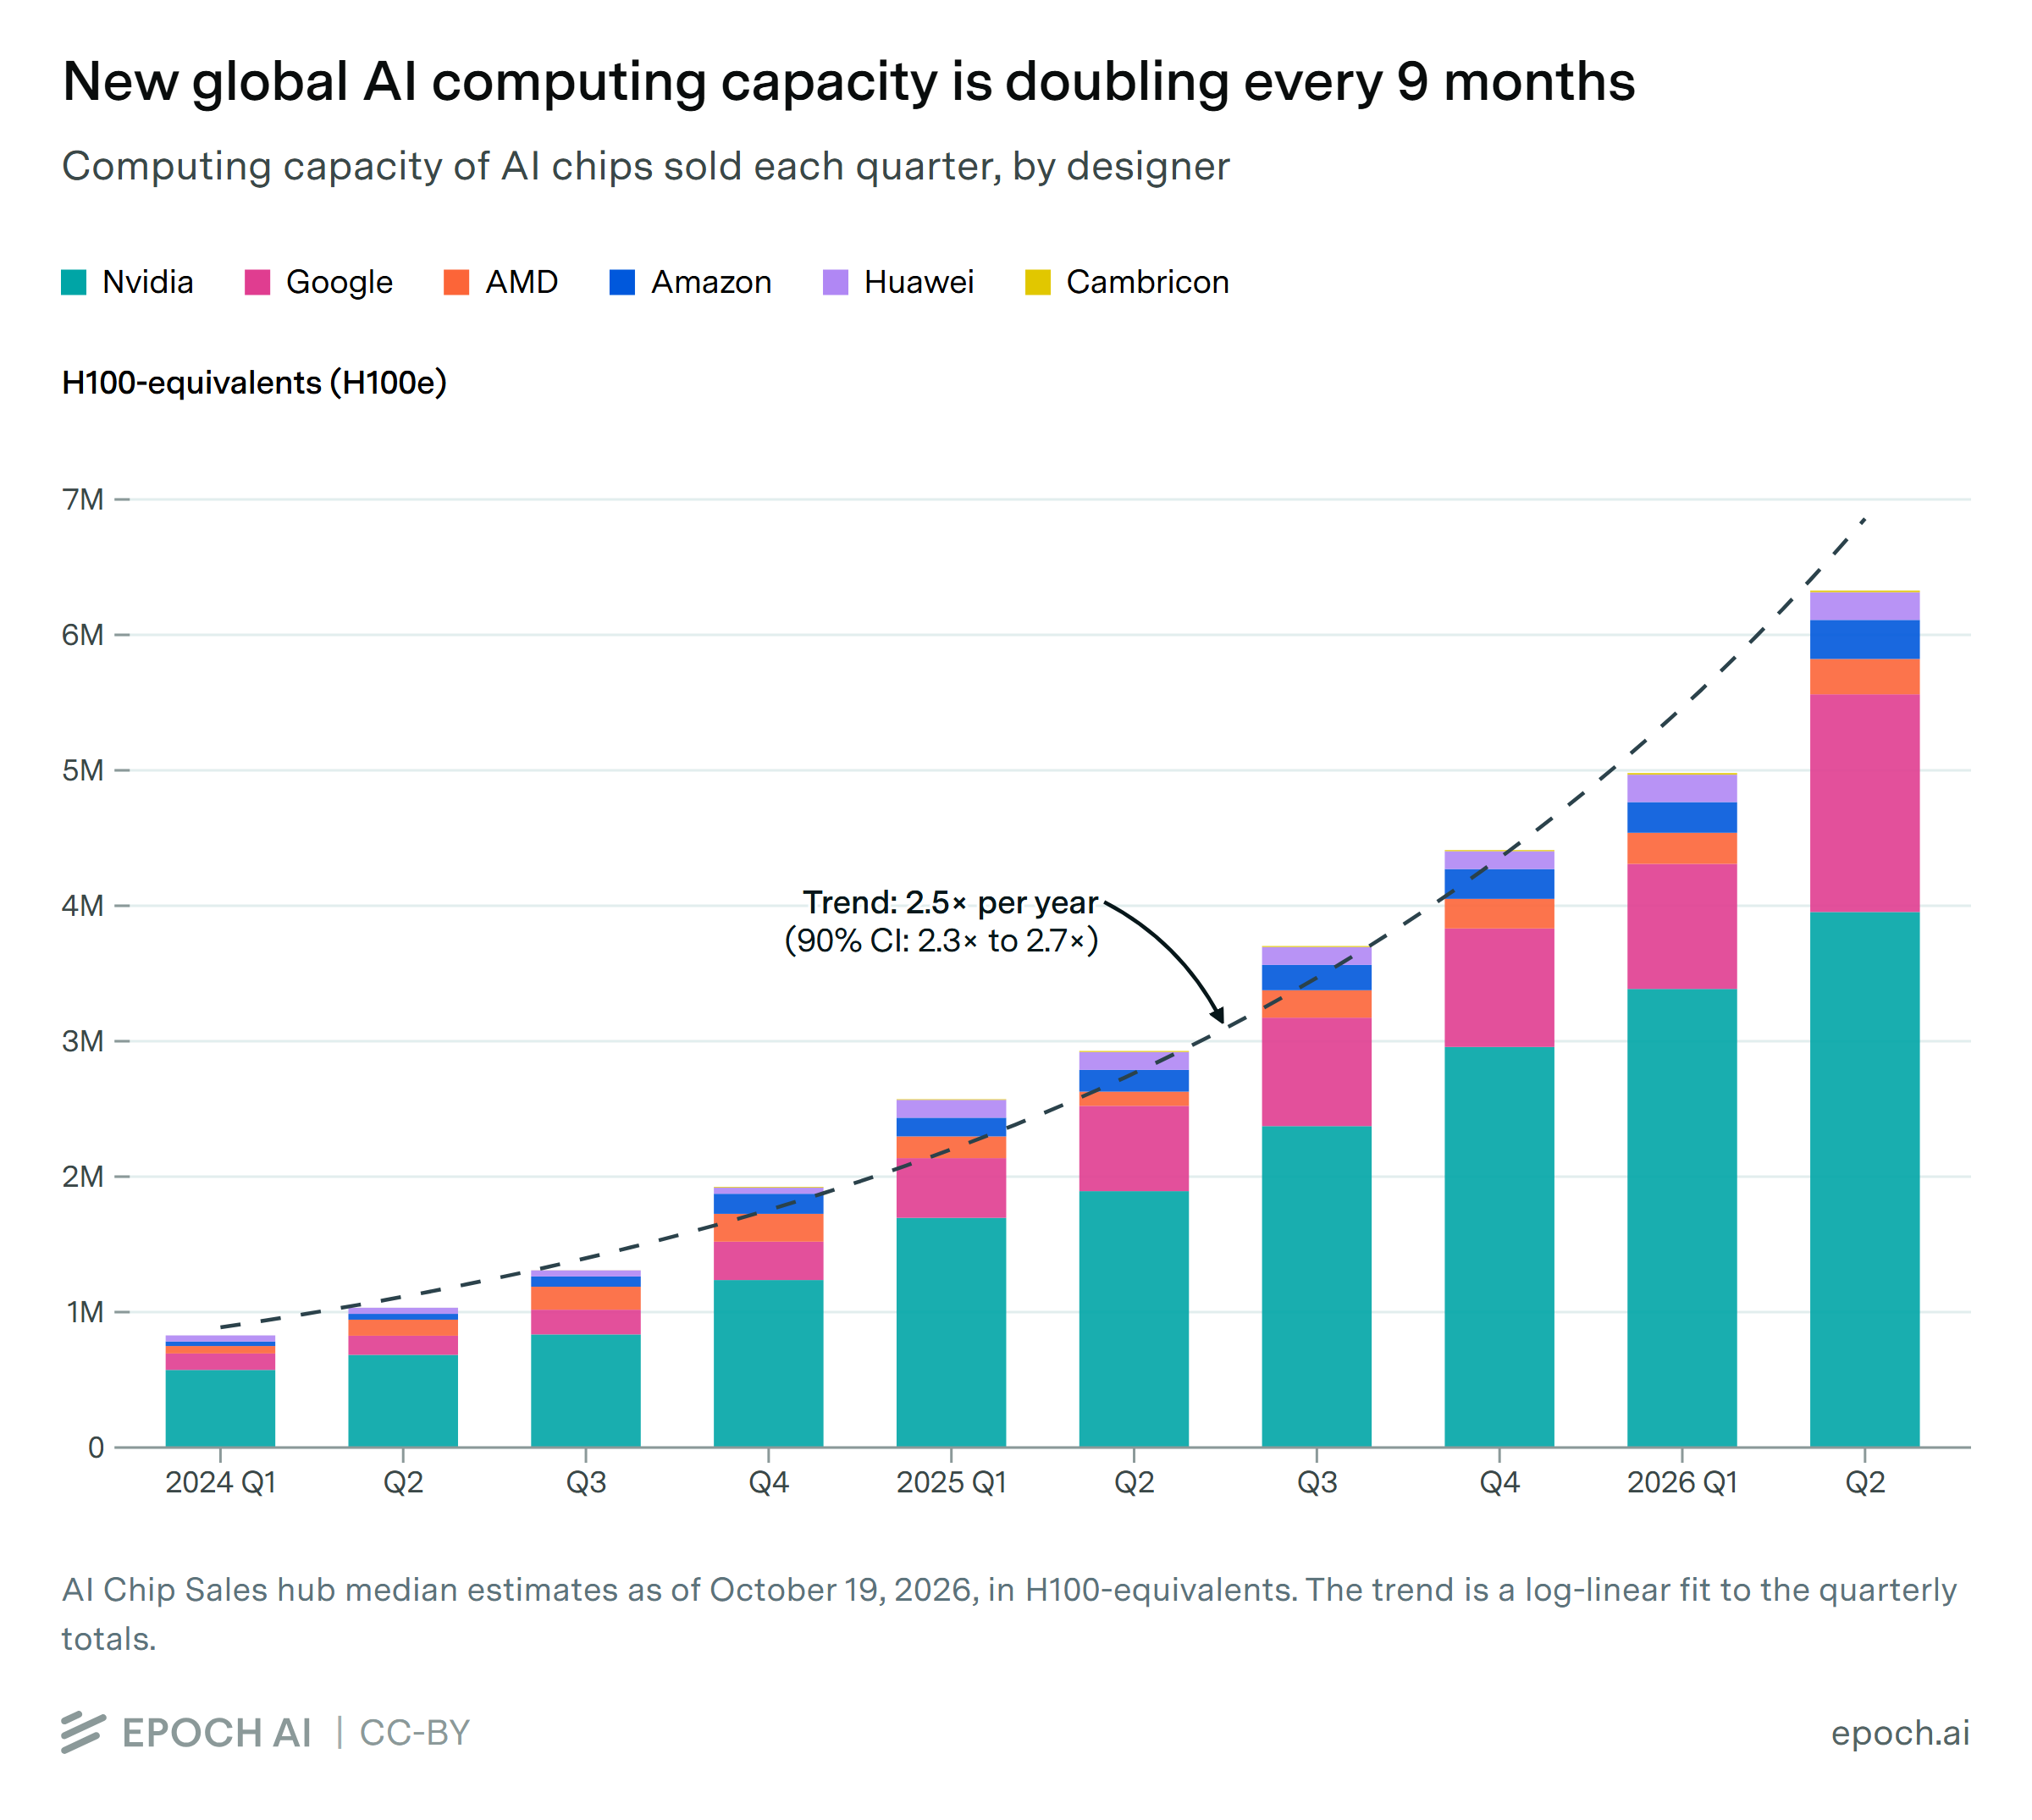 New global AI computing capacity is doubling every 9 months
Computing capacity of AI chips sold each quarter, by designer
Nvidia Google AMD Amazon Huawei Cambricon
H100-equivalents (H100e)
7M
6M
5M
4M
3M
2M
1M
0
Trend: 2.5× per year
(90% CI: 2.3× to 2.7×)
2024 Q1 Q2 Q3 Q4 2025 Q1 Q2 Q3 Q4 2026 Q1 Q2
AI Chip Sales hub median estimates as of October 19, 2026, in H100-equivalents. The trend is a log-linear fit to the quarterly
totals.
EPOCH AI | CC-BY
epoch.ai